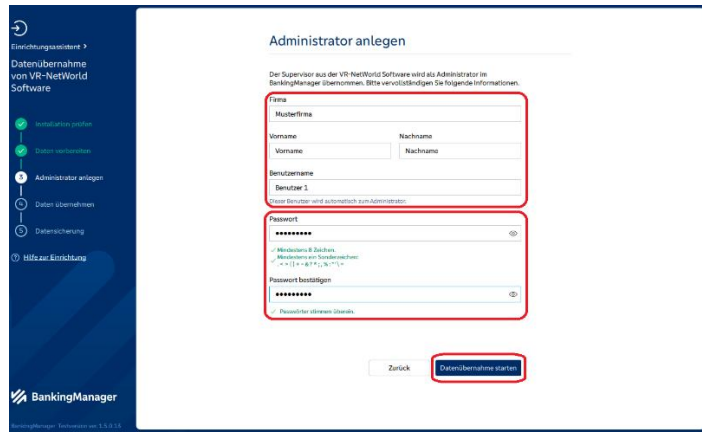 Einrichtungsassistent >
Datenübernahme
von VR-NetWorld
Software
Installation prüfen
Daten vorbereiten
3 Administrator anlegen
4 Daten übernehmen
5 Datensicherung
Hilfe zur Einrichtung
BankingManager
Administrator anlegen
Der Supervisor aus der VR-NetWorld Software wird als Administrator im
BankingManager übernommen. Bitte vervollständigen Sie folgende Informationen.
Firma
Musterfirma
Vorname Nachname
Vorname Nachname
Benutzername
Benutzer 1
Dieser Benutzer wird automatisch zum Administrator.
Passwort
•••••••••
Mindestens 8 Zeichen.
Mindestens ein Sonderzeichen:
Passwort bestätigen
•••••••••
Passwörter stimmen überein.
Zurück Datenübernahme starten